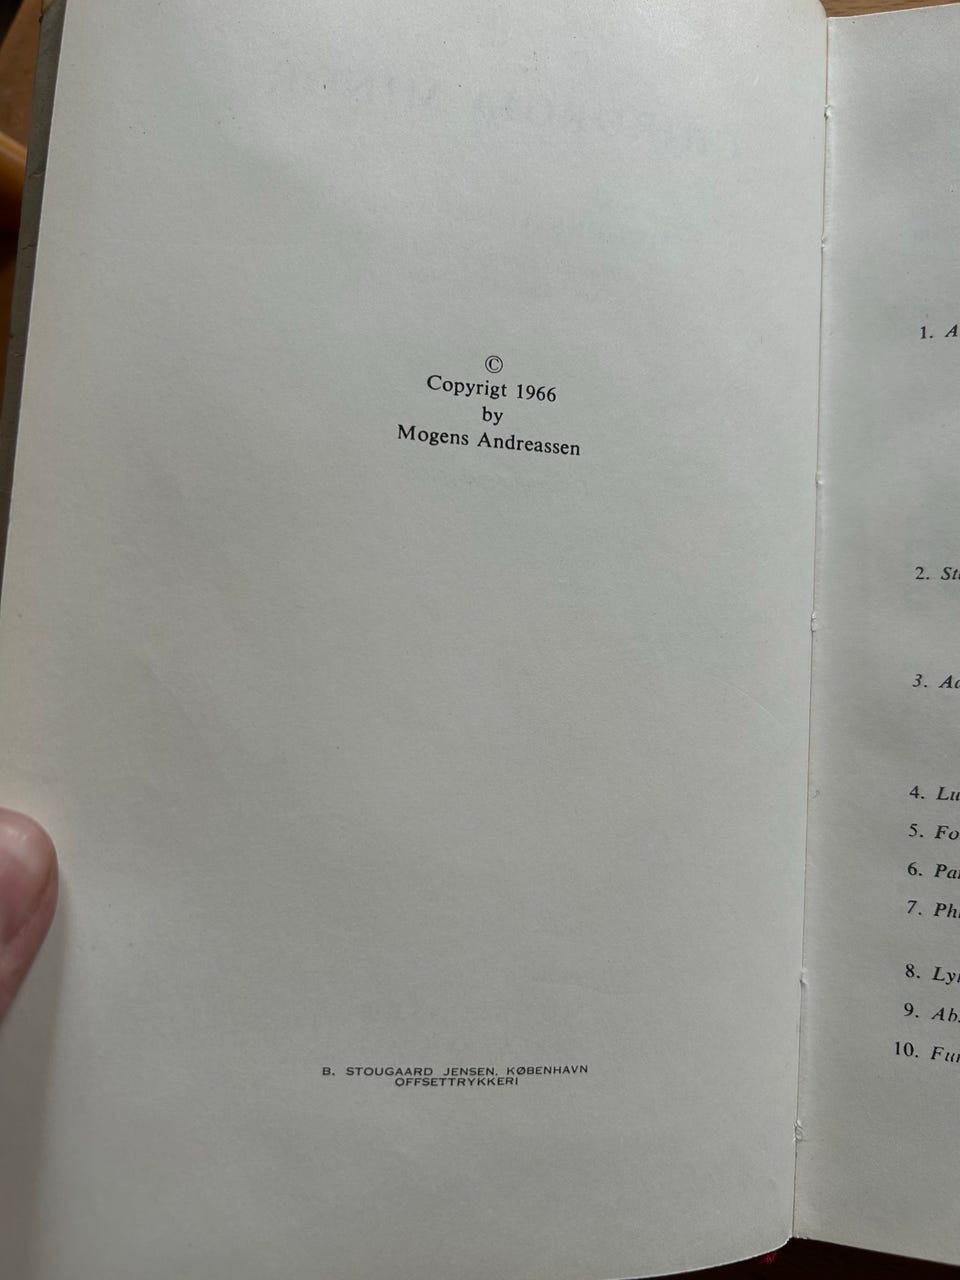 ©
Copyrigt 1966
by
Mogens Andreassen
B. STOUGAARD JENSEN, KØBENHAVN
OFFSETTRYKKERI
1.
2.
3.
4.
5.
6.
7.
8.
9.
10.